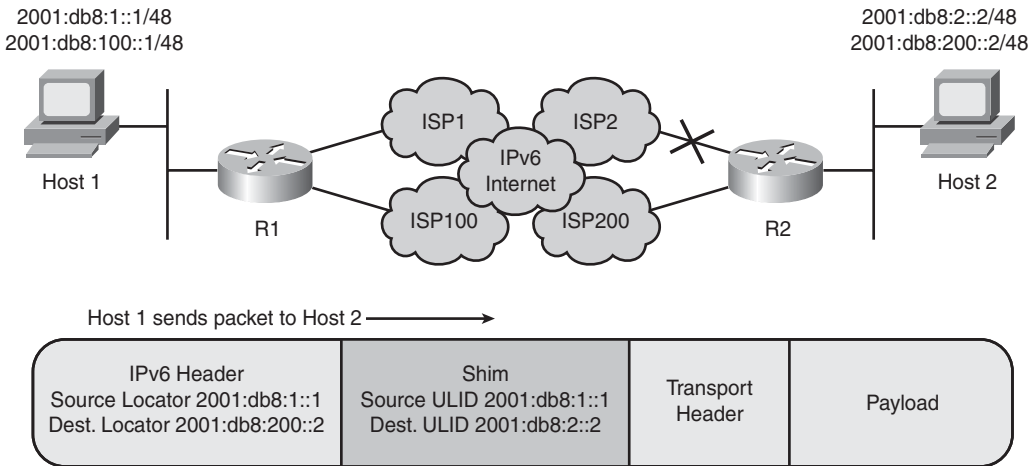 2001:db8:1::1/48
2001:db8:100::1/48
2001:db8:2::2/48
2001:db8:200::2/48
ISP1
ISP2
IPv6
Internet
ISP100
ISP200
Host 1
R1
R2
Host 2
Host 1 sends packet to Host 2
IPv6 Header
Source Locator 2001:db8:1::1
Dest. Locator 2001:db8:200::2
Shim
Source ULID 2001:db8:1::1
Dest. ULID 2001:db8:2::2
Transport
Header
Payload